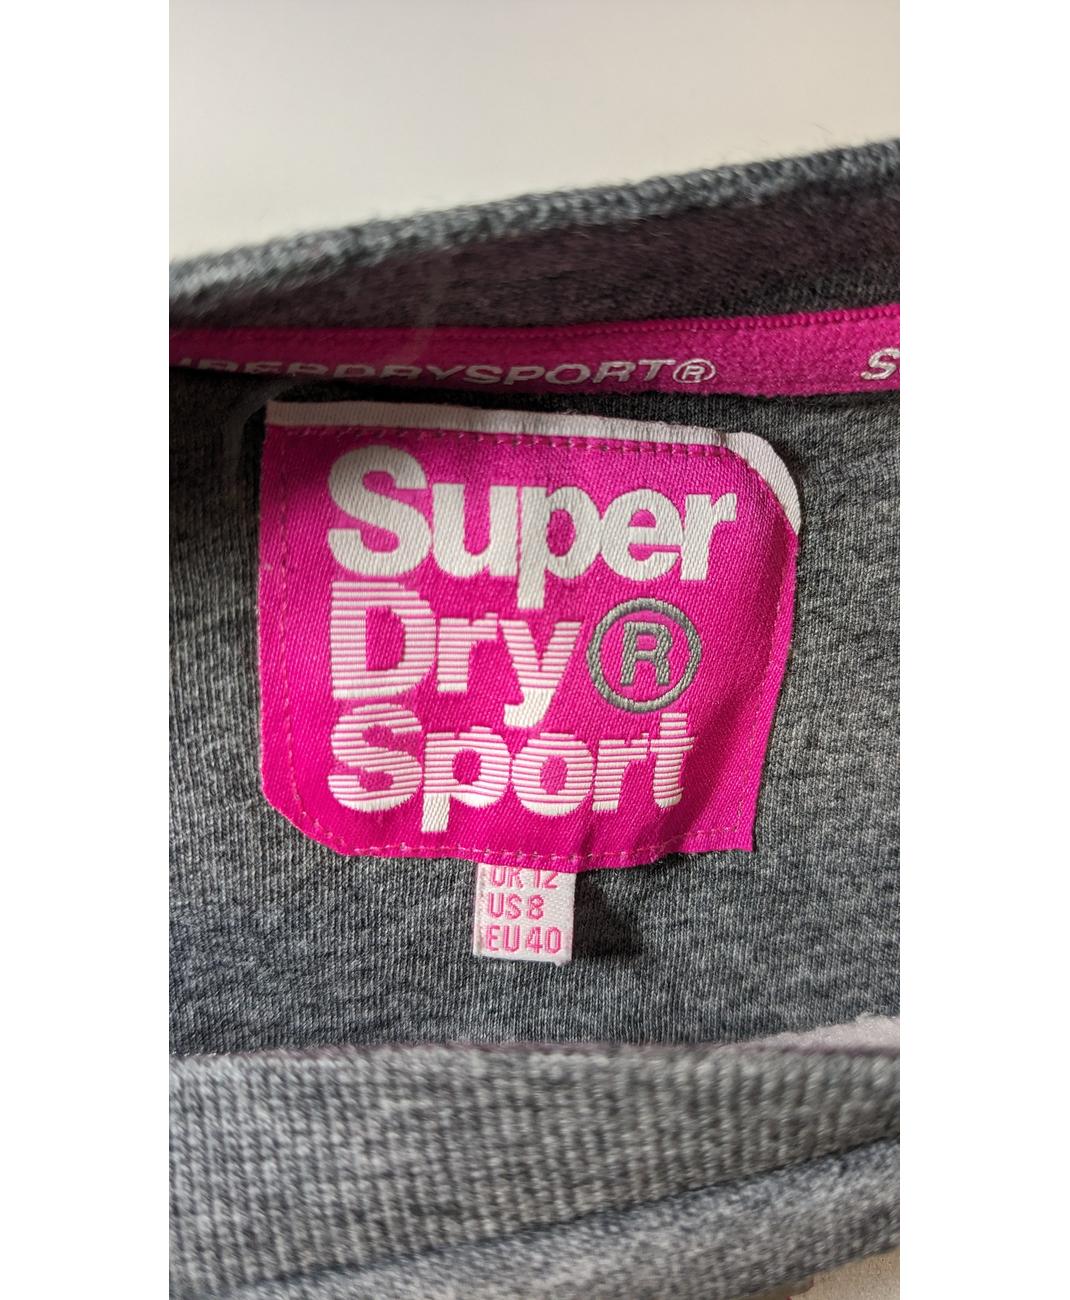 SUPERDRYSPORT® S
Super
Dry®
Sport
UK 12
US 8
EU 40